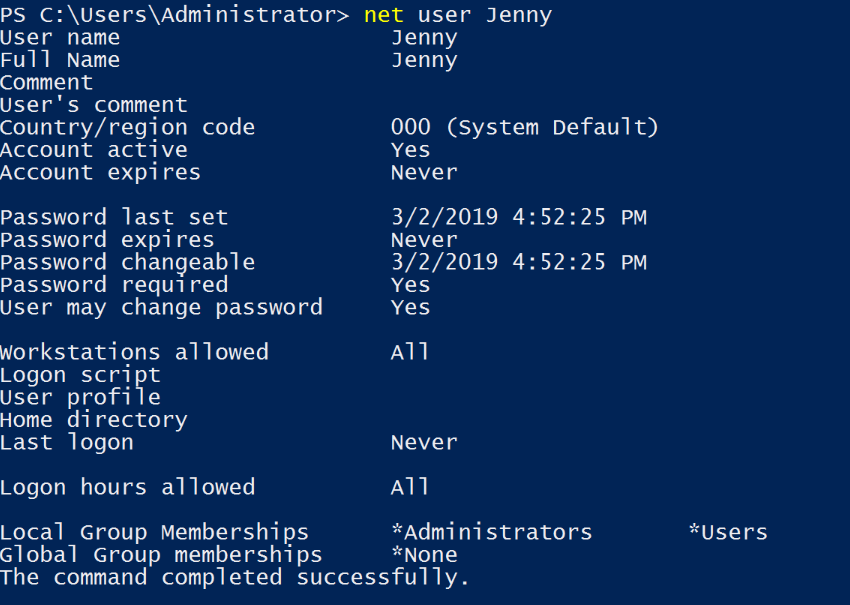 PS C:\Users\Administrator> net user Jenny
User name                    Jenny
Full Name                    Jenny
Comment
User's comment
Country/region code          000 (System Default)
Account active               Yes
Account expires              Never

Password last set            3/2/2019 4:52:25 PM
Password expires             Never
Password changeable          3/2/2019 4:52:25 PM
Password required            Yes
User may change password     Yes

Workstations allowed         All
Logon script
User profile
Home directory
Last logon                   Never

Logon hours allowed          All

Local Group Memberships      *Administrators       *Users
Global Group memberships     *None
The command completed successfully.